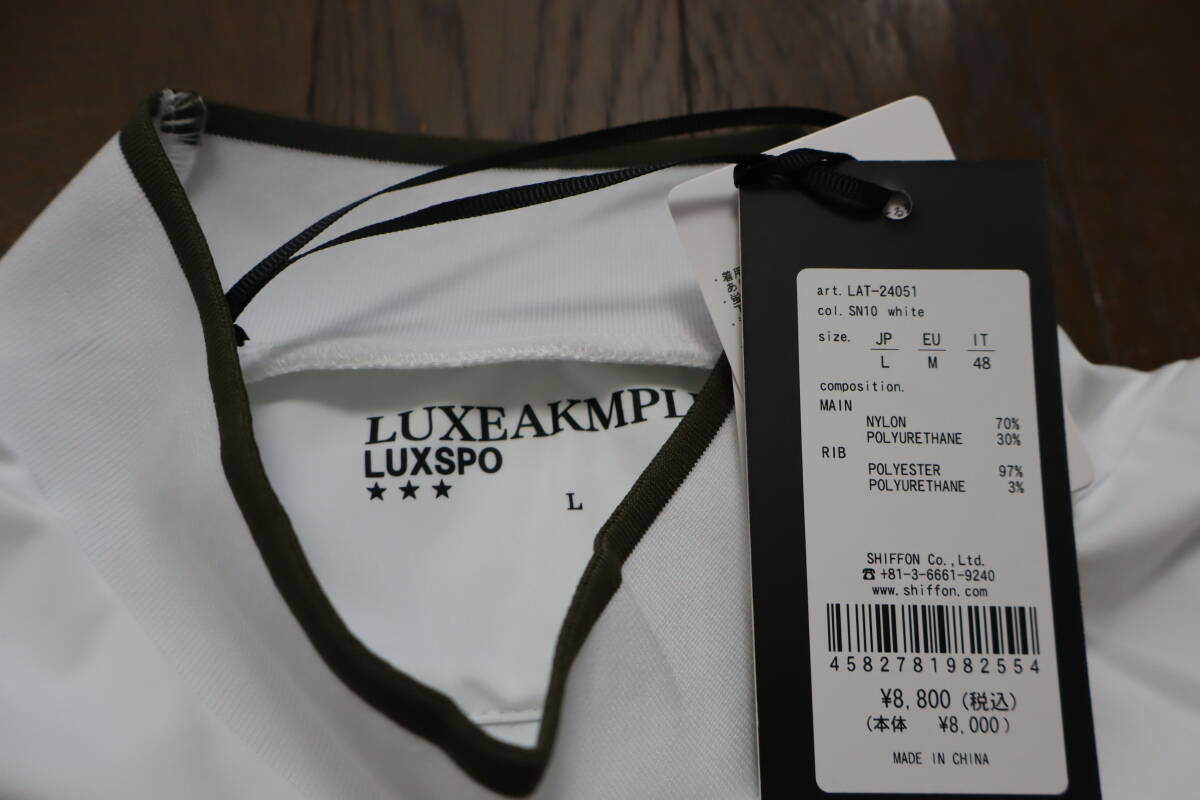 LUXEAKMPL
LUXSPO
★★★
L
art. LAT-24051
col. SN10 white
size. JP EU IT
L M 48
composition.
MAIN
NYLON 70%
POLYURETHANE 30%
RIB
POLYESTER 97%
POLYURETHANE 3%
SHIFFON Co.,Ltd.
☎ +81-3-6661-9240
www.shiffon.com
4582781982554
¥8,800 (税込)
(本体 ¥8,000)
MADE IN CHINA